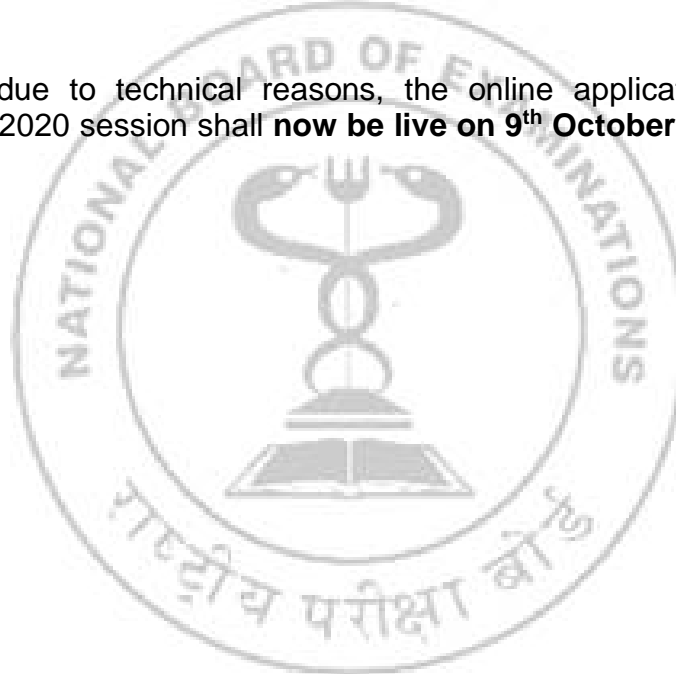 due to technical reasons, the online applicat
2020 session shall now be live on 9th October
NATIONAL BOARD OF EXAMINATIONS
राष्ट्रीय परीक्षा बोर्ड